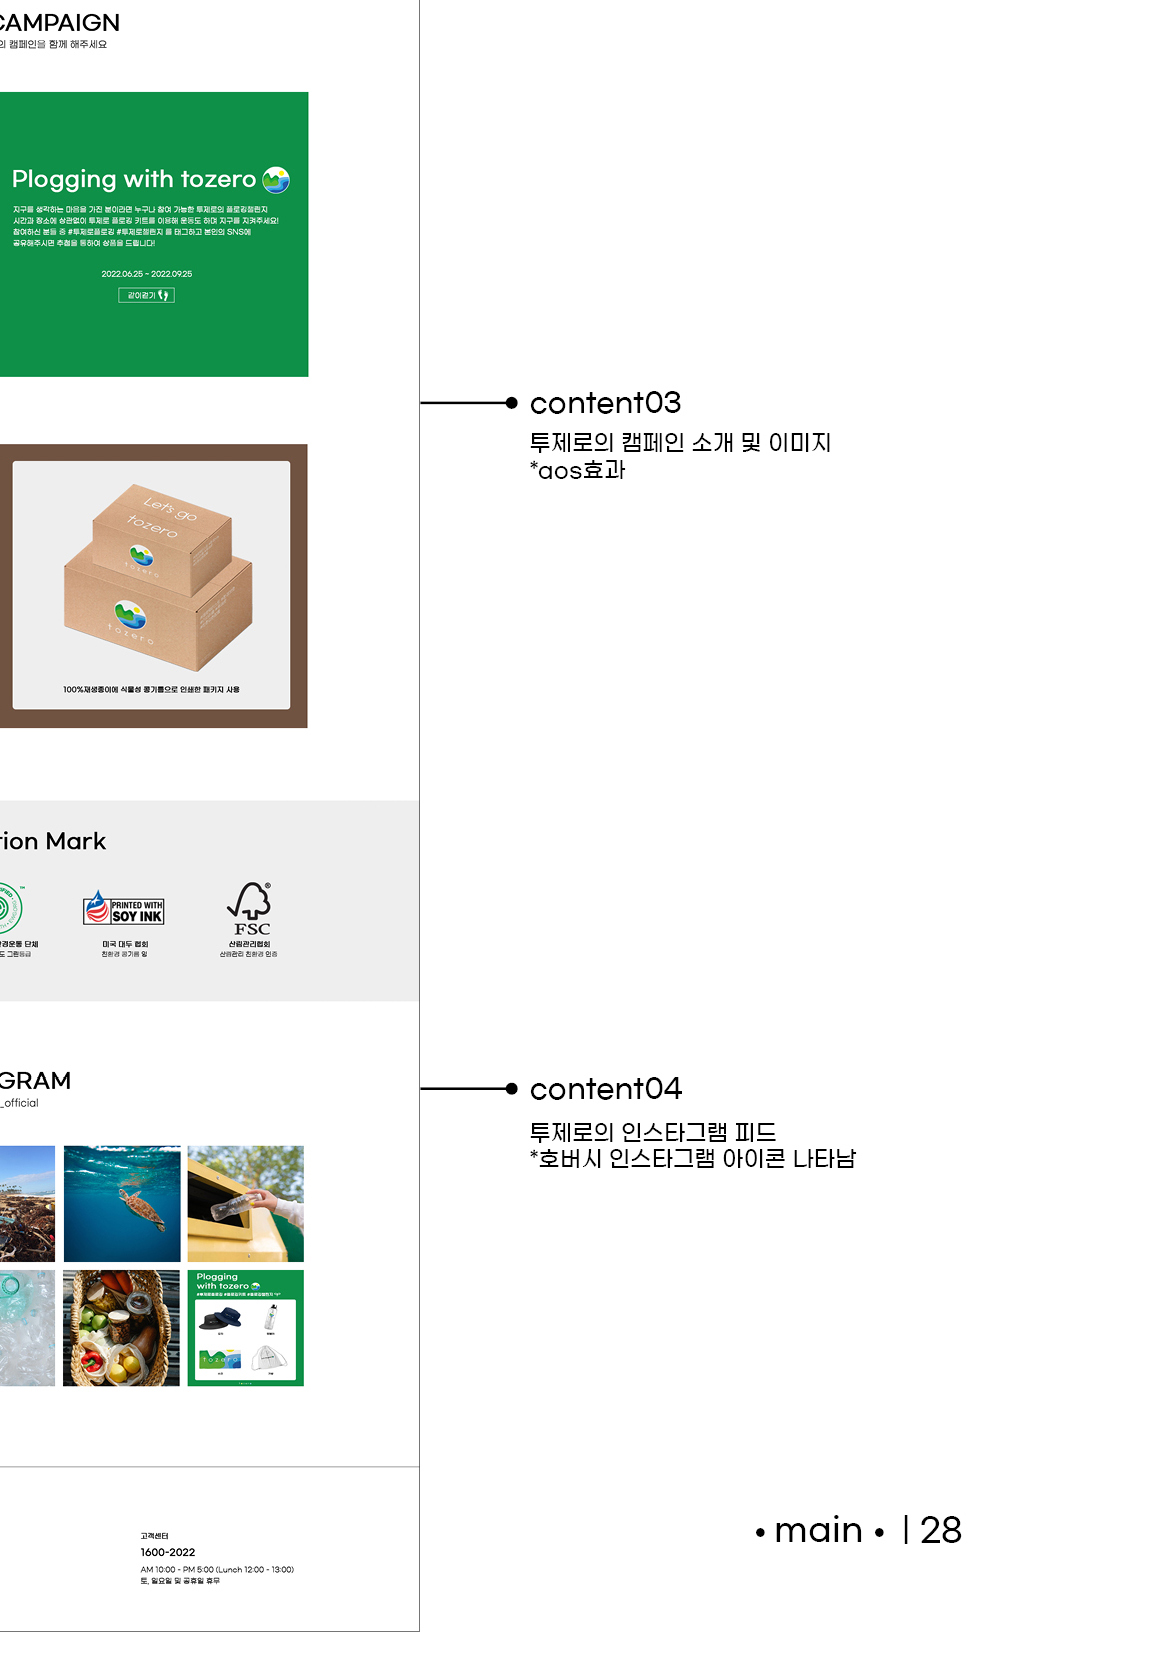 CAMPAIGN
의 캠페인을 함께 해주세요
Plogging with tozero
지구를 생각하는 마음을 가진 분이라면 누구나 참여 가능한 투제로의 플로깅챌린지
시간과 장소에 상관없이 투제로 플로깅 키트를 이용해 운동도 하며 지구를 지켜주세요!
참여하신 분들 중 #투제로플로깅 #투제로챌린지 를 태그하고 본인의 SNS에
공유해주시면 추첨을 통하여 상품을 드립니다!
2022.06.25 - 2022.09.25
같이걷기
content03
투제로의 캠페인 소개 및 이미지
*aos효과
Let's go
tozero
tozero
tozero
100%재생종이에 식물성 콩기름으로 인쇄한 패키지 사용
tion Mark
PRINTED WITH
SOY INK
FSC
환경운동 단체
미국 대두 협회
산림관리협회
도 그린등급
친환경 콩기름 잉
산림관리 친환경 인증
GRAM
_official
content04
투제로의 인스타그램 피드
*호버시 인스타그램 아이콘 나타남
Plogging
with tozero
tozero
• main • | 28
고객센터
1600-2022
AM 10:00 - PM 5:00 (Lunch 12:00 - 13:00)
토, 일요일 및 공휴일 휴무